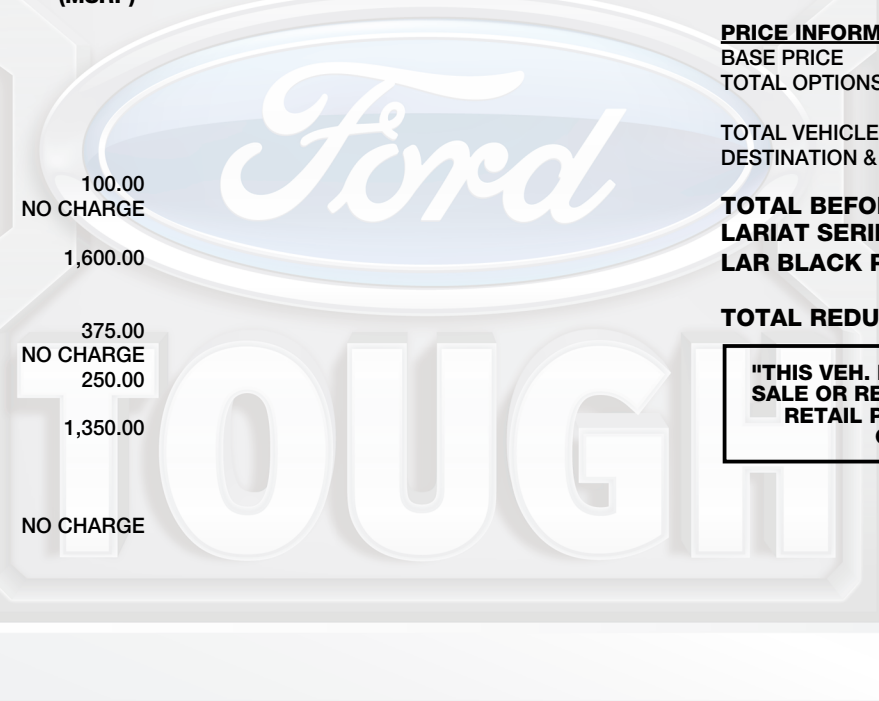 (MSRP)
100.00
NO CHARGE
1,600.00
375.00
NO CHARGE
250.00
1,350.00
NO CHARGE
Ford
TOUGH
PRICE INFORM
BASE PRICE
TOTAL OPTIONS
TOTAL VEHICLE
DESTINATION &
TOTAL BEFO
LARIAT SERI
LAR BLACK
TOTAL REDU
"THIS VEH.
SALE OR RE
RETAIL